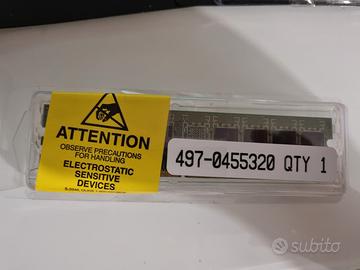 ATTENTION
OBSERVE PRECAUTIONS
FOR HANDLING
ELECTROSTATIC
SENSITIVE
DEVICES
497-0455320 QTY 1
subito